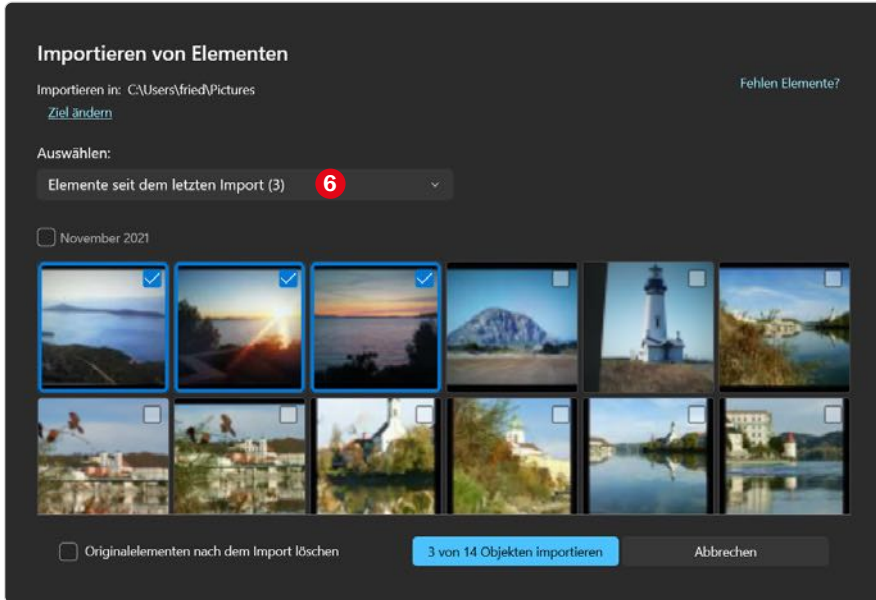 Importieren von Elementen
Importieren in: C:\Users\fried\Pictures
Fehlen Elemente?
Ziel ändern
Auswählen:
Elemente seit dem letzten Import (3) 6
November 2021
Originalelementen nach dem Import löschen
3 von 14 Objekten importieren
Abbrechen